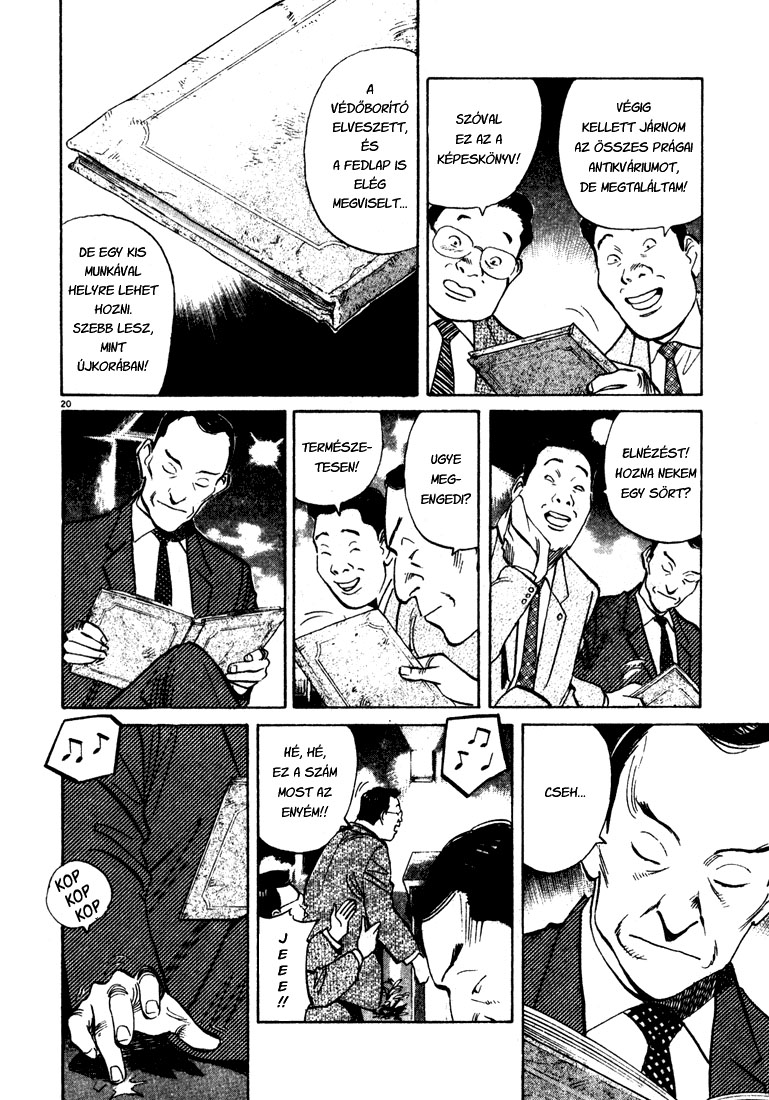 VÉGIG
KELLETT JÁRNOM
AZ ÖSSZES PRÁGAI
ANTIKVÁRIUMOT,
DE MEGTALÁLTAM!
SZÓVAL
EZ AZ A
KÉPESKÖNYV!
A
VÉDŐBORÍTÓ
ELVESZETT,
ÉS
A FEDLAP IS
ELÉG
MEGVISELT...
DE EGY KIS
MUNKÁVAL
HELYRE LEHET
HOZNI.
SZEBB LESZ,
MINT
ÚJKORÁBAN!
20
ELNÉZÉST!
HOZNA NEKEM
EGY SÖRT?
UGYE
MEG-
ENGEDI?
TERMÉSZE-
TESEN!
CSEH...
HÉ, HÉ,
EZ A SZÁM
MOST AZ
ENYÉM!!
JEEE!!
KOP
KOP
KOP